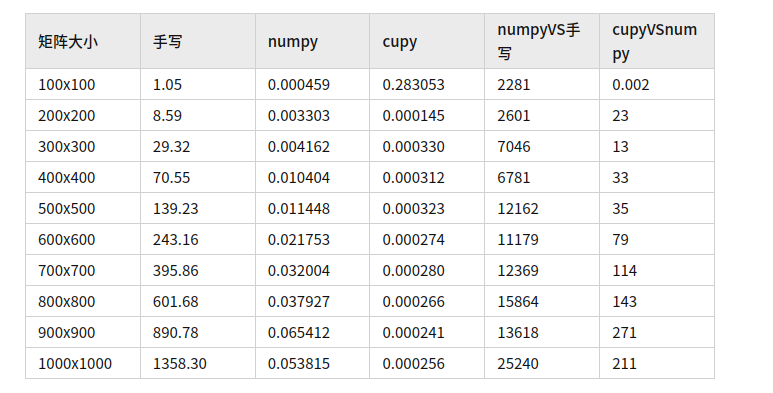 矩阵大小 手写 numpy cupy numpyVS手写 cupyVSnumpy
100x100 1.05 0.000459 0.283053 2281 0.002
200x200 8.59 0.003303 0.000145 2601 23
300x300 29.32 0.004162 0.000330 7046 13
400x400 70.55 0.010404 0.000312 6781 33
500x500 139.23 0.011448 0.000323 12162 35
600x600 243.16 0.021753 0.000274 11179 79
700x700 395.86 0.032004 0.000280 12369 114
800x800 601.68 0.037927 0.000266 15864 143
900x900 890.78 0.065412 0.000241 13618 271
1000x1000 1358.30 0.053815 0.000256 25240 211